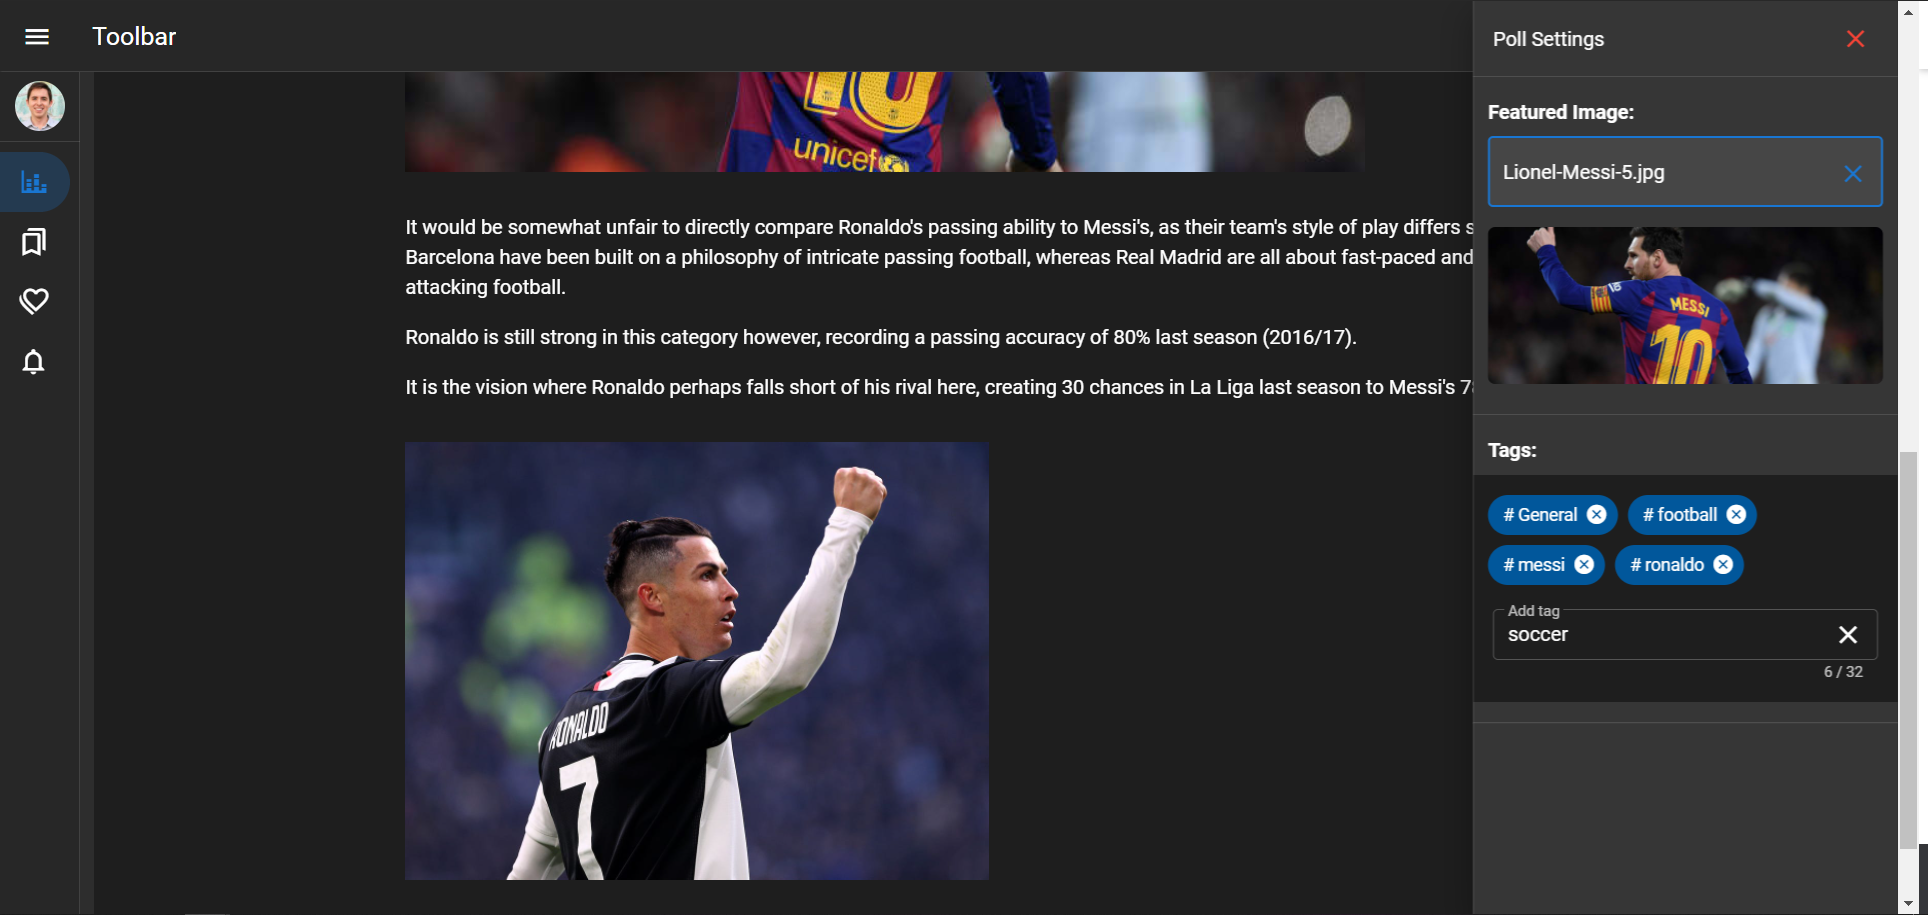 Toolbar
Poll Settings
10
unicef
It would be somewhat unfair to directly compare Ronaldo's passing ability to Messi's, as their team's style of play differs
Barcelona have been built on a philosophy of intricate passing football, whereas Real Madrid are all about fast-paced and
attacking football.
Ronaldo is still strong in this category however, recording a passing accuracy of 80% last season (2016/17).
It is the vision where Ronaldo perhaps falls short of his rival here, creating 30 chances in La Liga last season to Messi's
RONALDO
7
Featured Image:
Lionel-Messi-5.jpg
MESSI
10
Tags:
# General
# football
# messi
# ronaldo
Add tag
soccer
6 / 32